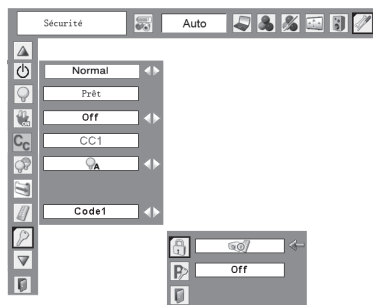 Sécurité
Auto
Normal
Prêt
Off
CC1
A
Code1
Off